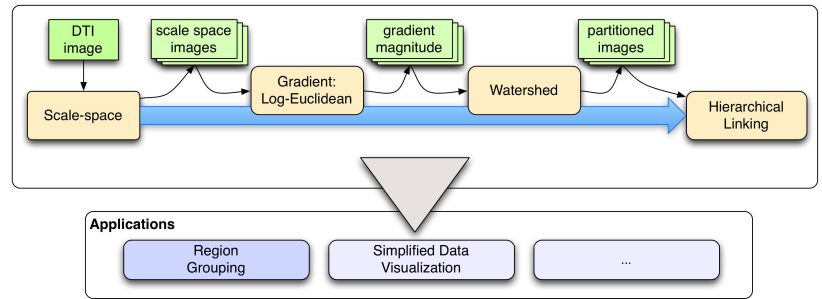 DTI
image
scale space
images
gradient
magnitude
partitioned
images
Scale-space
Gradient:
Log-Euclidean
Watershed
Hierarchical
Linking
Applications
Region
Grouping
Simplified Data
Visualization
...